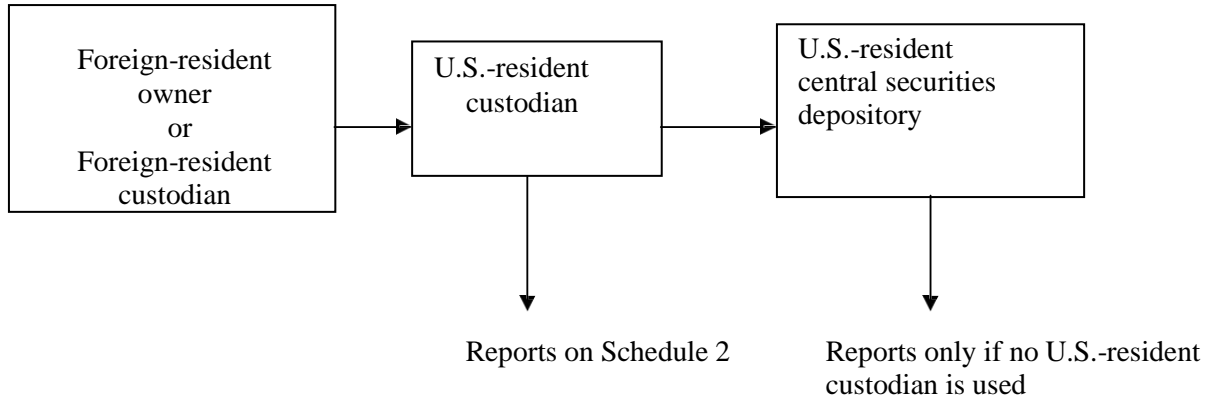 Foreign-resident
owner
or
Foreign-resident
custodian
U.S.-resident
custodian
U.S.-resident
central securities
depository
Reports on Schedule 2
Reports only if no U.S.-resident
custodian is used